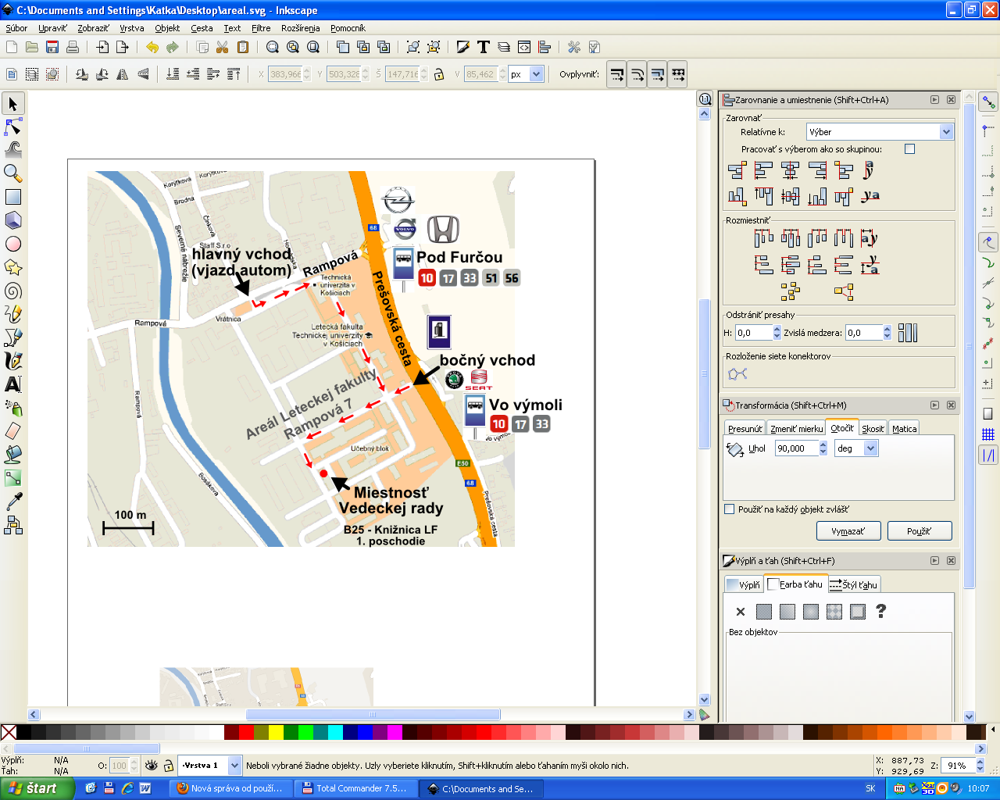 C:\Documents and Settings\Katka\Desktop\areal.svg - Inkscape
Súbor Upraviť Zobraziť Vrstva Objekt Cesta Text Filtre Rozšírenia Pomocník
X 383,966 Y 503,328 Š 147,716 V 85,462 px Ovplyvniť:
Zarovnanie a umiestnenie (Shift+Ctrl+A)
Zarovnať
Relatívne k: Výber
Pracovať s výberom ako so skupinou:
Rozmiestniť
Odstrániť presahy
H: 0,0 Zvislá medzera: 0,0
Rozloženie siete konektorov
Transformácia (Shift+Ctrl+M)
Presunúť Zmeniť mierku Otočiť Skosiť Matica
Uhol 90,000 deg
Použiť na každý objekt zvlášť
Vymazať Použiť
Výplň a ťah (Shift+Ctrl+F)
Výplň Farba ťahu Štýl ťahu
Bez objektov
Korýtková
Brodna
Čínková
Severné nábrežie
Staff S.r.o
hlavný vchod
(vjazd autom)
Rampová
68
VOLVO
Pod Furčou
10 17 33 51 56
Technická
univerzita v
Košiciach
Prešovská cesta
Vrátnica
Rampová
Letecká fakulta
Technickej univerzity
v Košiciach
bočný vchod
SEAT
Areál Leteckej fakulty
Rampová 7
Rampová
Vo výmoli
10 17 33
Vo výmoli
Učebný blok
E50
68
Bosákova
Miestnosť
Vedeckej rady
Prešovská cesta
100 m
B25 - Knižnica LF
1. poschodie
Výplň: N/A
Ťah: N/A
O: 100
Vrstva 1
Neboli vybrané žiadne objekty. Uzly vyberiete kliknutím, Shift+kliknutím alebo ťahaním myši okolo nich.
X: 887,73
Y: 929,69
Z: 91%
štart
Nová správa od použí...
Total Commander 7.5...
C:\Documents and Se...
SK
10:07